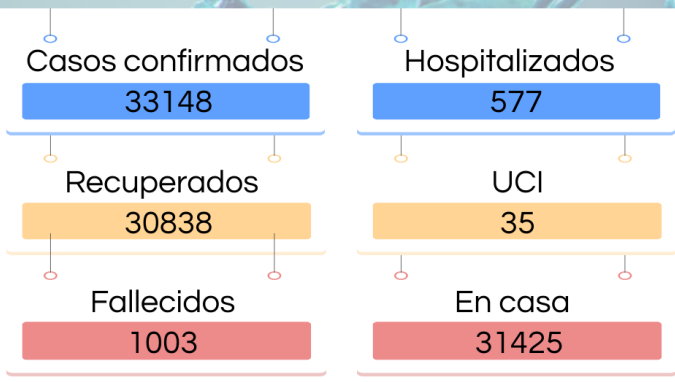 Casos confirmados
33148
Hospitalizados
577
Recuperados
30838
UCI
35
Fallecidos
1003
En casa
31425